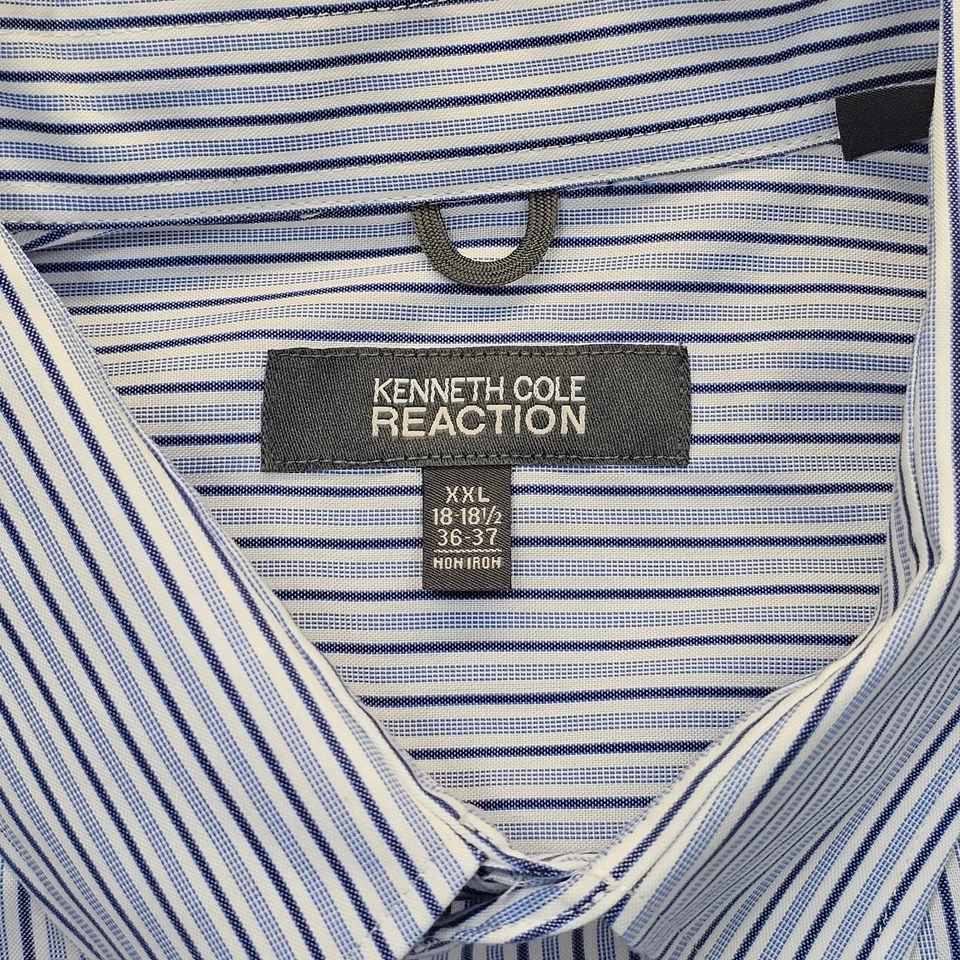 KENNETH COLE
REACTION
XXL
18-18½
36-37
NON IRON